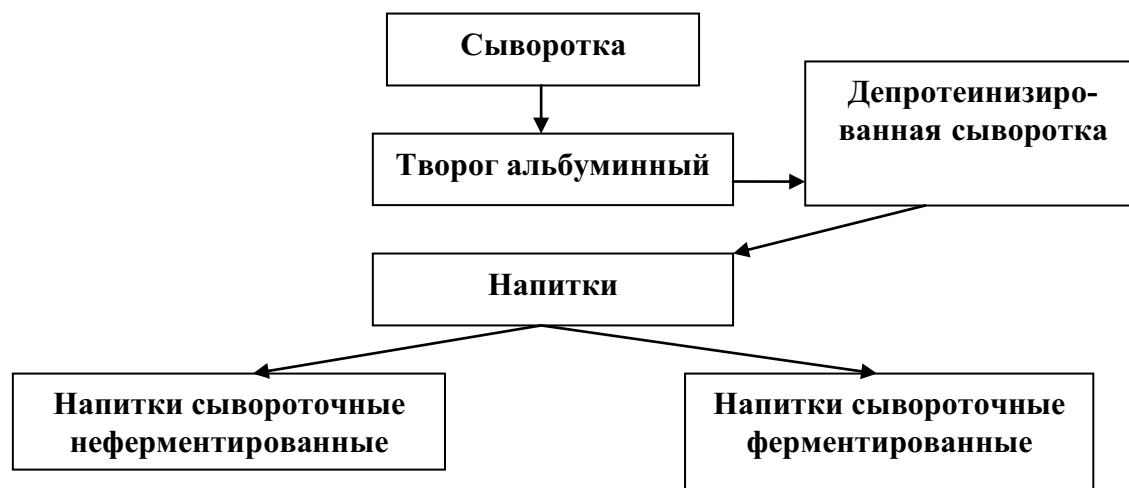 Сыворотка
Депротеинизиро-
ванная сыворотка
Творог альбуминный
Напитки
Напитки сывороточные
неферментированные
Напитки сывороточные
ферментированные